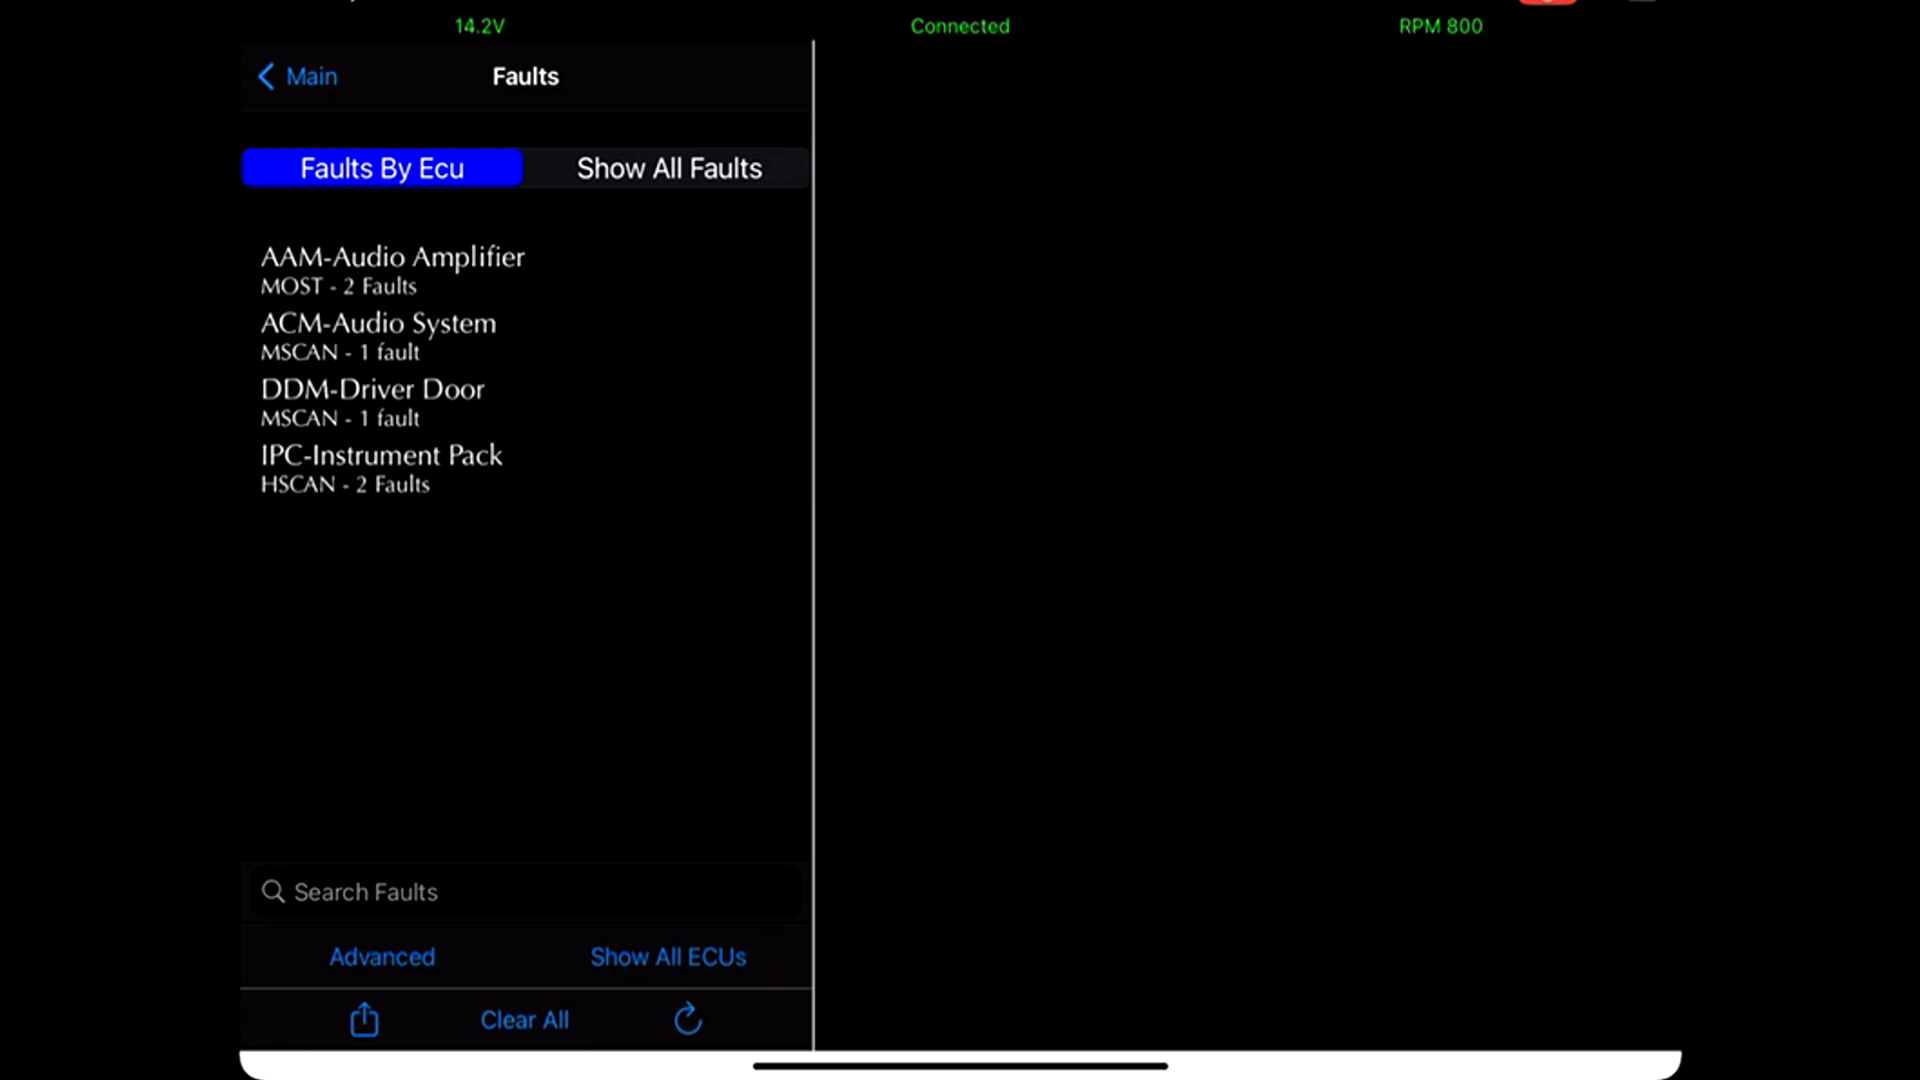 14.2V
Connected
RPM 800
Main
Faults
Faults By Ecu
Show All Faults
AAM-Audio Amplifier
MOST - 2 Faults
ACM-Audio System
MSCAN - 1 fault
DDM-Driver Door
MSCAN - 1 fault
IPC-Instrument Pack
HSCAN - 2 Faults
Search Faults
Advanced
Show All ECUs
Clear All